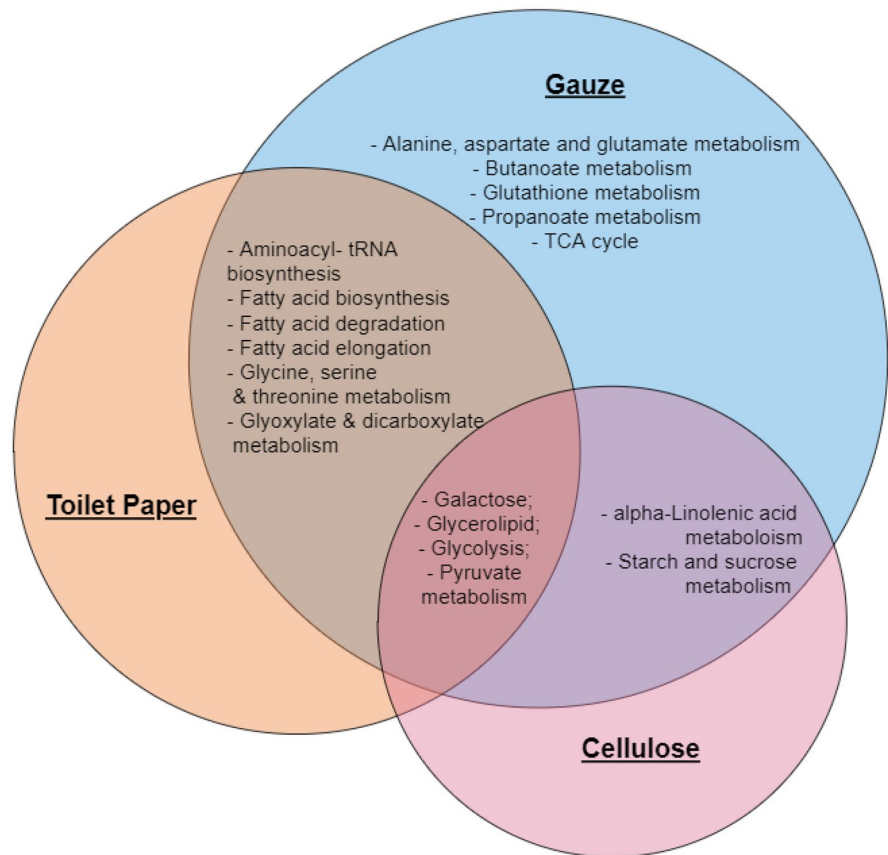 Gauze
- Alanine, aspartate and glutamate metabolism
- Butanoate metabolism
- Glutathione metabolism
- Propanoate metabolism
- TCA cycle
- Aminoacyl- tRNA
biosynthesis
- Fatty acid biosynthesis
- Fatty acid degradation
- Fatty acid elongation
- Glycine, serine
& threonine metabolism
- Glyoxylate & dicarboxylate
metabolism
Toilet Paper
- Galactose;
- Glycerolipid;
- Glycolysis;
- Pyruvate
metabolism
- alpha-Linolenic acid
metaboloism
- Starch and sucrose
metabolism
Cellulose